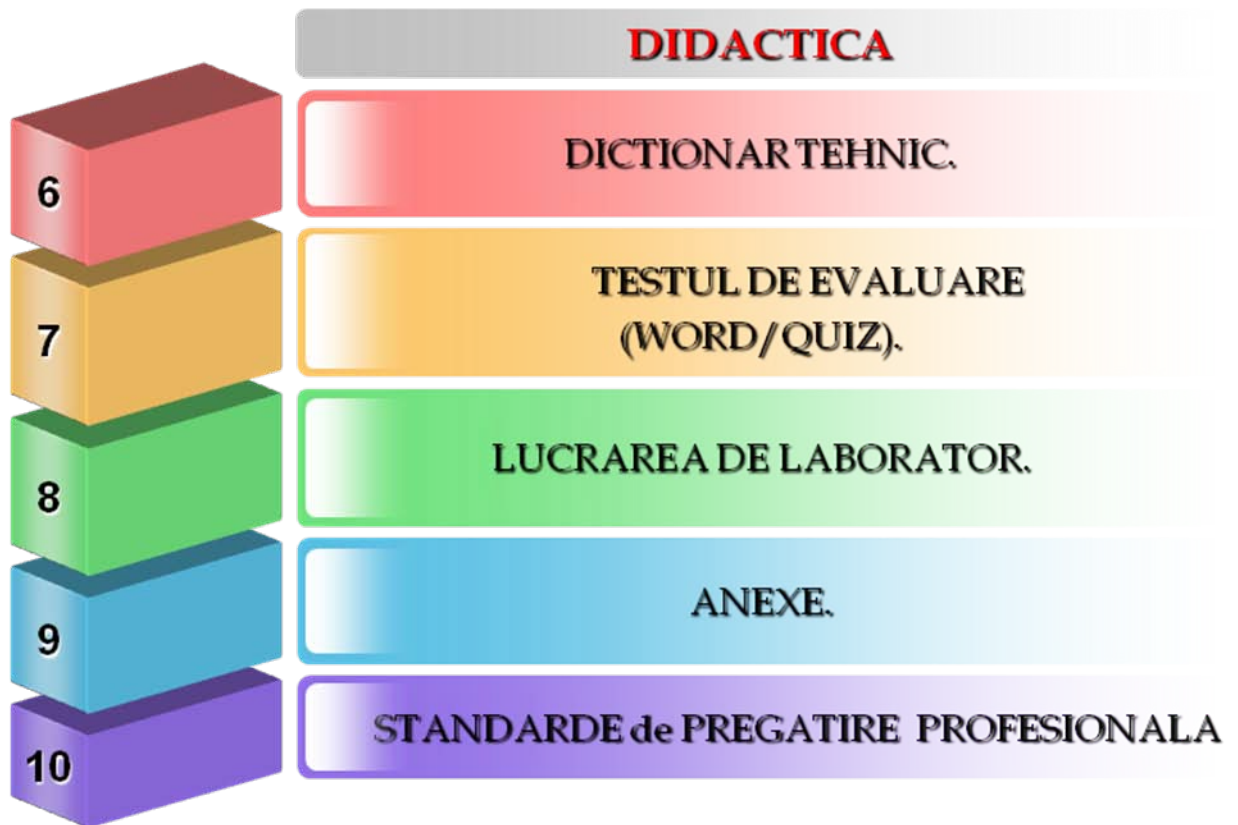 DIDACTICA
6
DICTIONAR TEHNIC.
7
TESTUL DE EVALUARE
(WORD/QUIZ).
8
LUCRAREA DE LABORATOR.
9
ANEXE.
10
STANDARDE de PREGATIRE PROFESIONALA